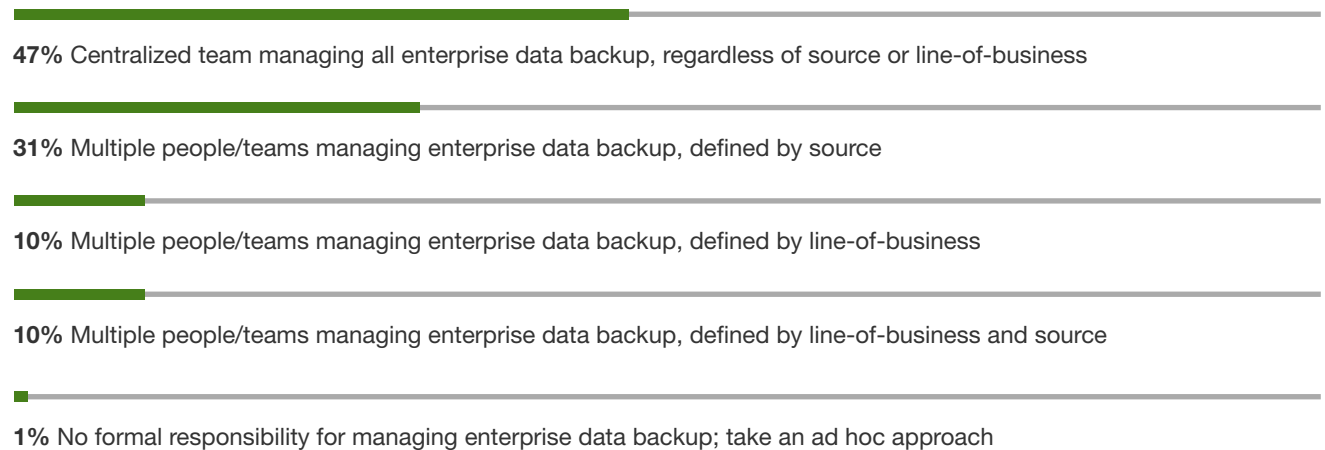 47% Centralized team managing all enterprise data backup, regardless of source or line-of-business
31% Multiple people/teams managing enterprise data backup, defined by source
10% Multiple people/teams managing enterprise data backup, defined by line-of-business
10% Multiple people/teams managing enterprise data backup, defined by line-of-business and source
1% No formal responsibility for managing enterprise data backup; take an ad hoc approach